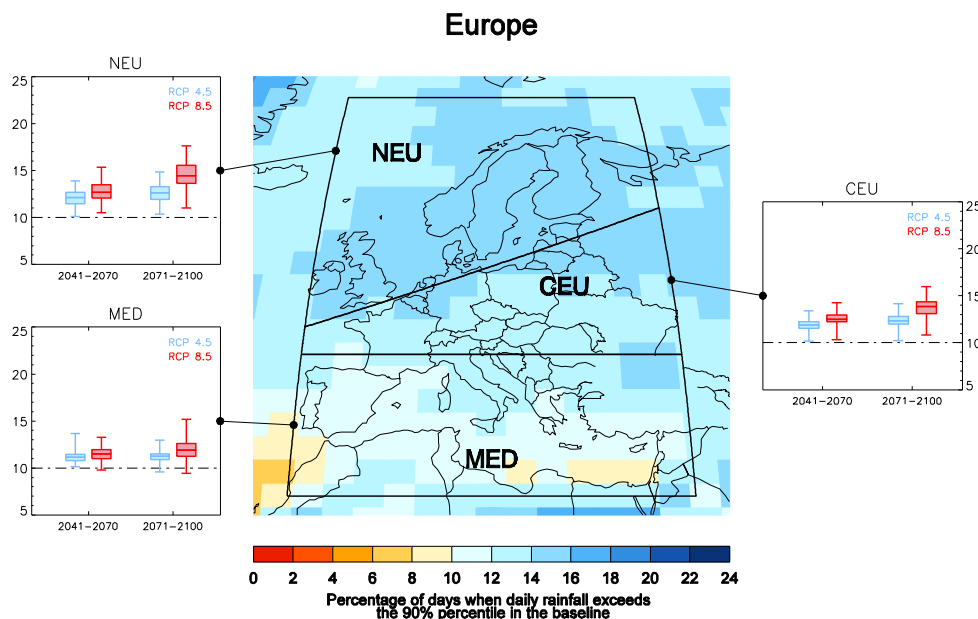 Europe
NEU
25
20
15
10
5
RCP 4.5
RCP 8.5
2041-2070 2071-2100
MED
25
20
15
10
5
RCP 4.5
RCP 8.5
2041-2070 2071-2100
NEU
CEU
MED
CEU
25
20
15
10
5
RCP 4.5
RCP 8.5
2041-2070 2071-2100
0 2 4 6 8 10 12 14 16 18 20 22 24
Percentage of days when daily rainfall exceeds
the 90% percentile in the baseline